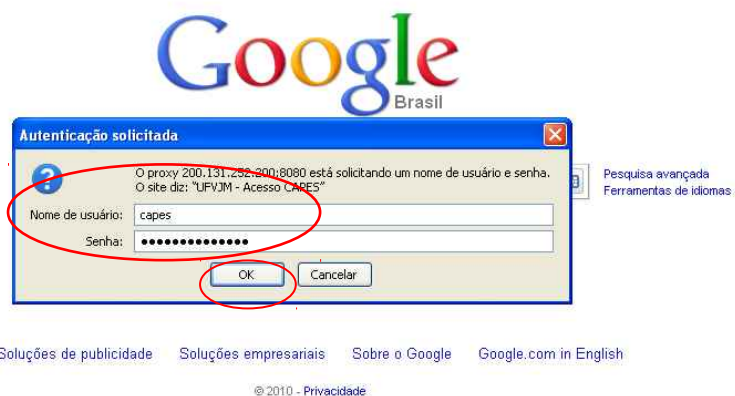 Google
Brasil
Autenticação solicitada
O proxy 200.131.252.200:8080 está solicitando um nome de usuário e senha.
O site diz: "UFVJM - Acesso CAPES"
Nome de usuário: capes
Senha: ••••••••••••••
OK Cancelar
Pesquisa avançada
Ferramentas de idiomas
Soluções de publicidade Soluções empresariais Sobre o Google Google.com in English
© 2010 - Privacidade